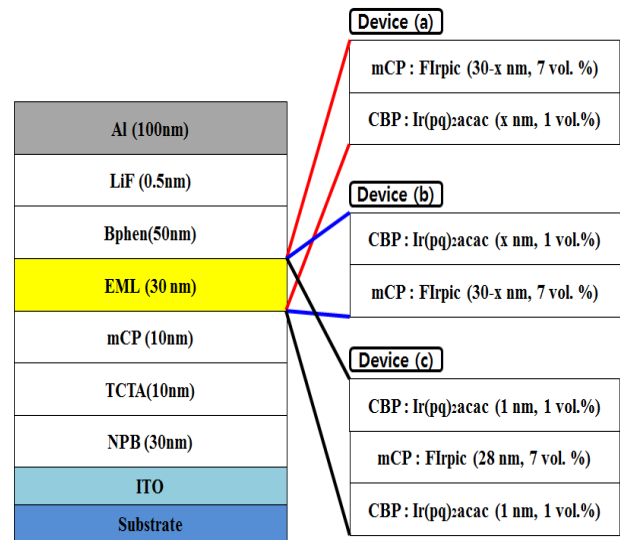 Device (a)
mCP : FIrpic (30-x nm, 7 vol. %)
CBP : Ir(pq)₂acac (x nm, 1 vol.%)
Al (100nm)
LiF (0.5nm)
Bphen(50nm)
EML (30 nm)
mCP (10nm)
TCTA(10nm)
NPB (30nm)
ITO
Substrate
Device (b)
CBP : Ir(pq)₂acac (x nm, 1 vol.%)
mCP : FIrpic (30-x nm, 7 vol. %)
Device (c)
CBP : Ir(pq)₂acac (1 nm, 1 vol.%)
mCP : FIrpic (28 nm, 7 vol. %)
CBP : Ir(pq)₂acac (1 nm, 1 vol.%)